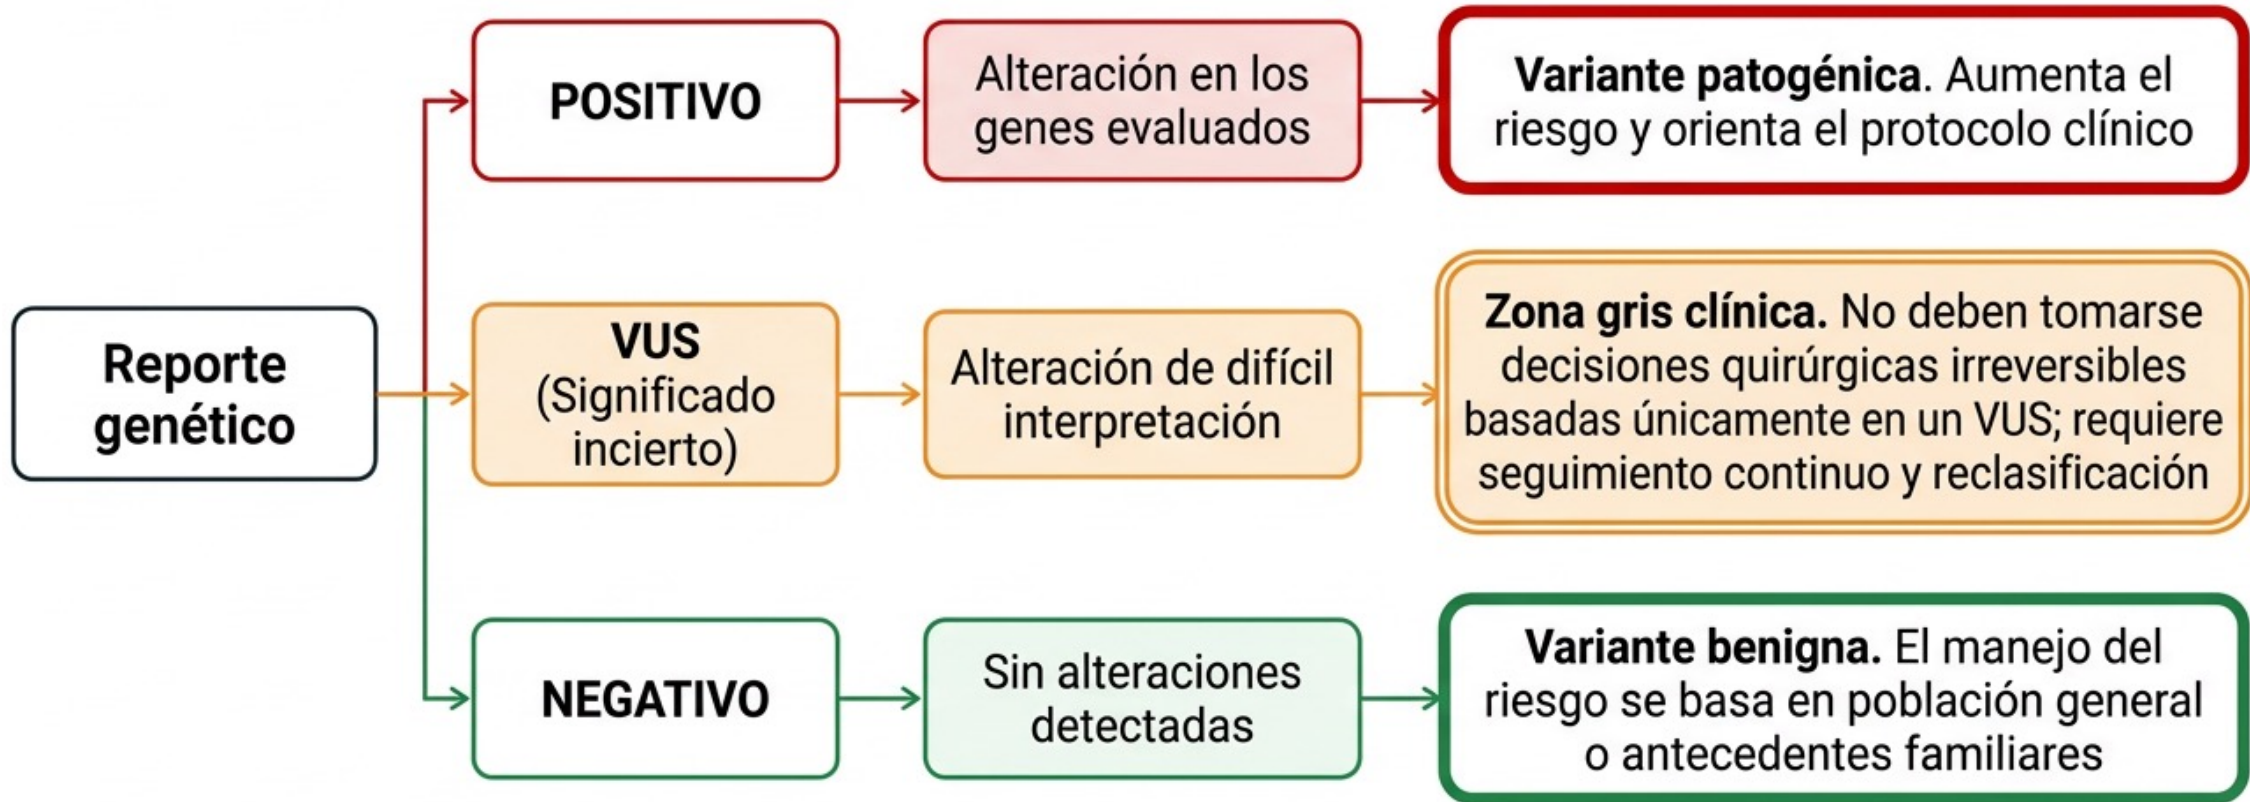 Reporte
genético
POSITIVO
Alteración en los
genes evaluados
Variante patogénica. Aumenta el
riesgo y orienta el protocolo clínico
VUS
(Significado
incierto)
Alteración de difícil
interpretación
Zona gris clínica. No deben tomarse
decisiones quirúrgicas irreversibles
basadas únicamente en un VUS; requiere
seguimiento continuo y reclasificación
NEGATIVO
Sin alteraciones
detectadas
Variante benigna. El manejo del
riesgo se basa en población general
o antecedentes familiares